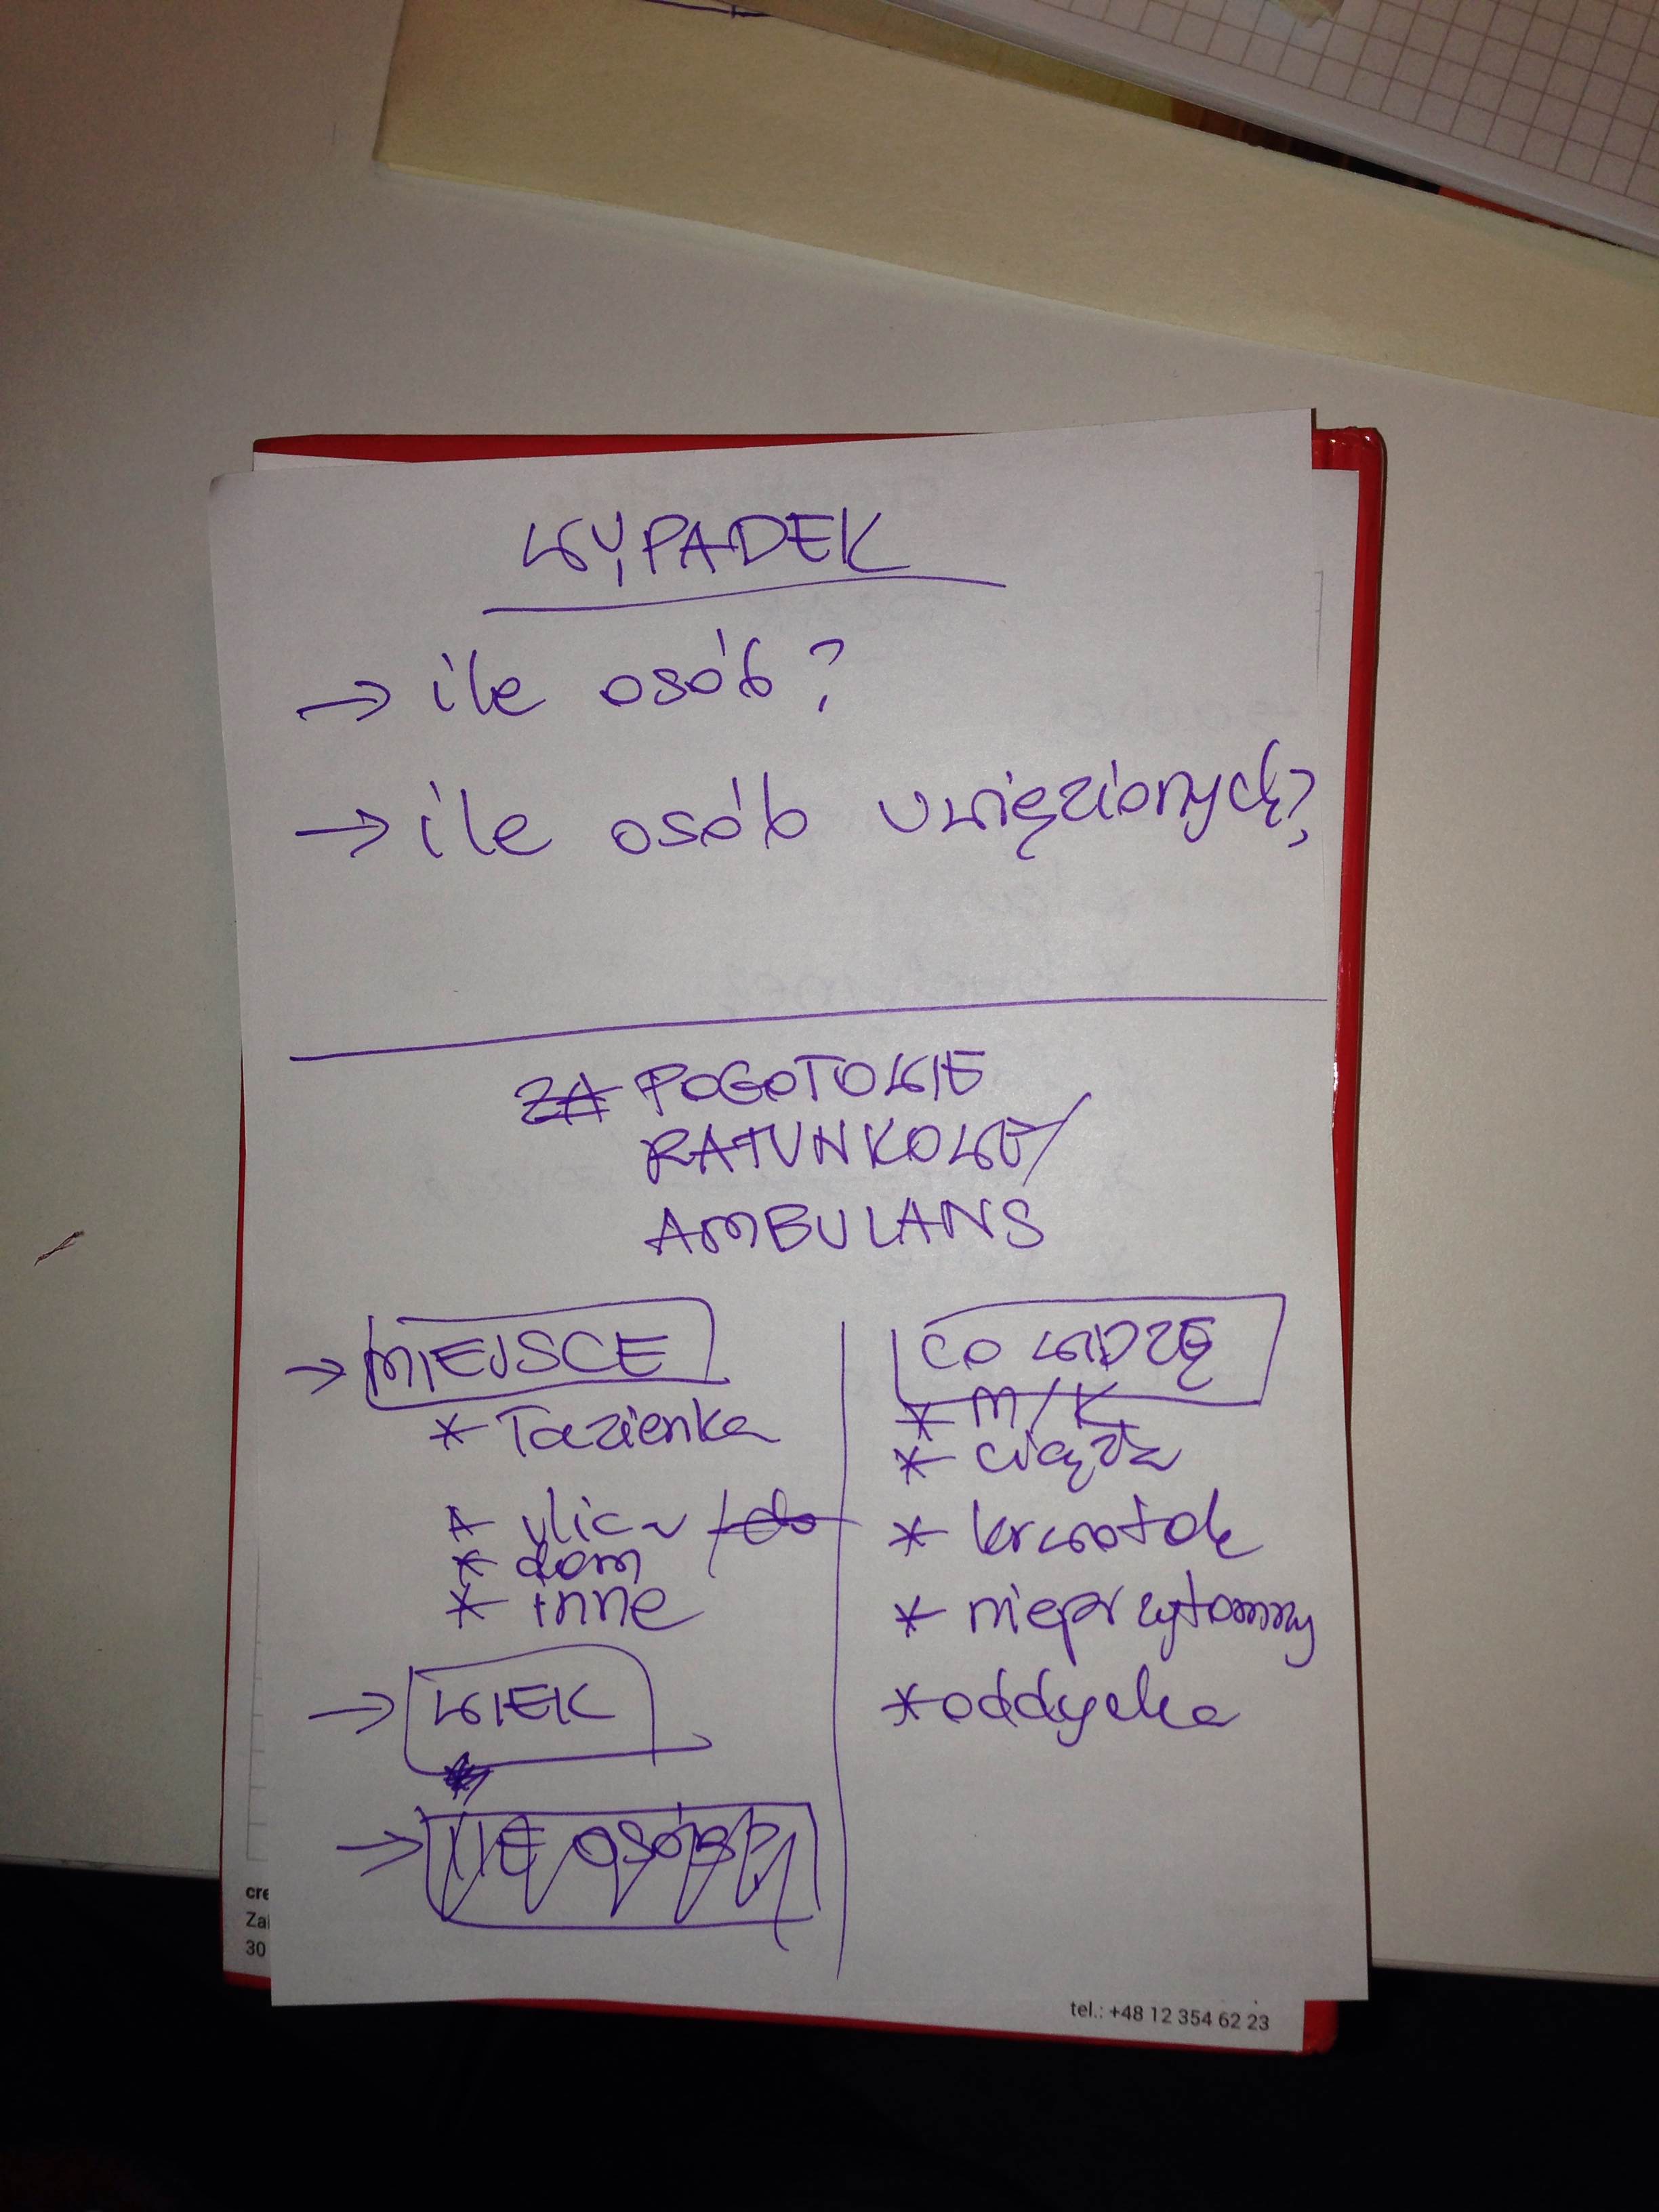 WYPADEK
→ ile osób?
→ ile osób uwięzionych?
ZA POGOTOWIE
RATUNKOWE/
AMBULANS
→ MIEJSCE
* Łazienka
* ulica /do
* dom
* inne
→ WIEK
→ ILE OSÓB?
CO WIDZĘ
* M/K
* ciąża
* krwotok
* nieprzytomny
* oddycha
cre
Za
30
tel.: +48 12 354 62 23